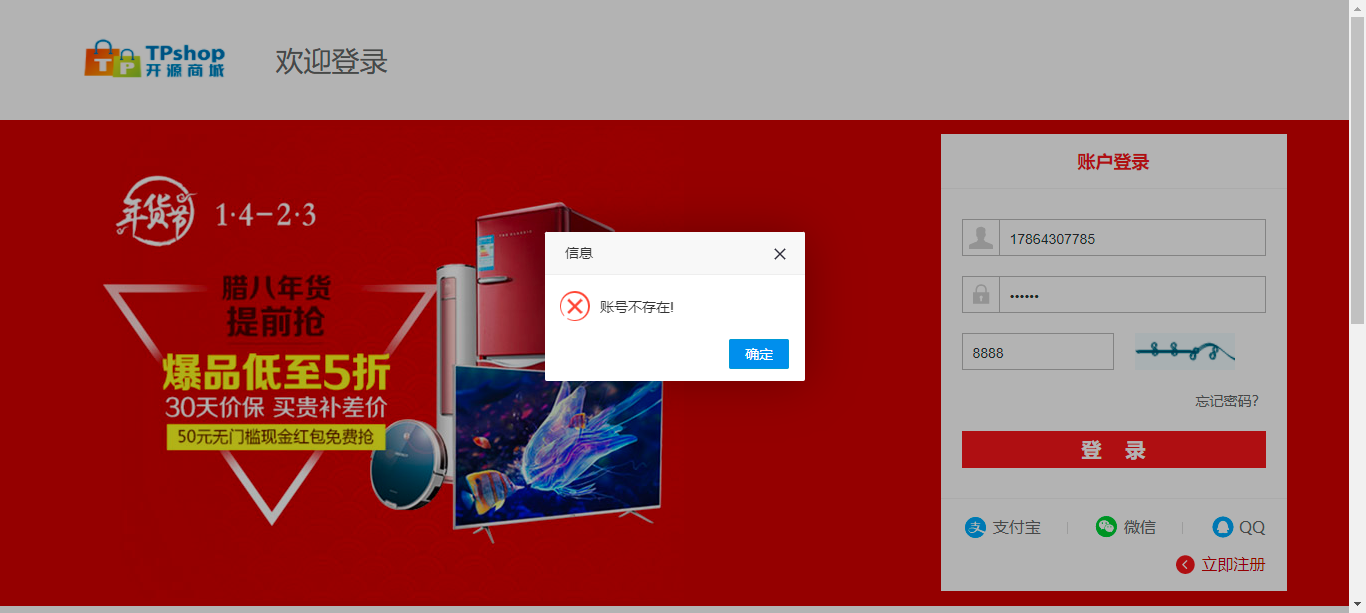 TPshop
开源商城
欢迎登录
年货节
1·4-2·3
腊八年货
提前抢
爆品低至5折
30天价保 买贵补差价
50元无门槛现金红包免费抢
信息
账号不存在!
确定
账户登录
17864307785
••••••
8888
忘记密码?
登 录
支付宝
微信
QQ
立即注册